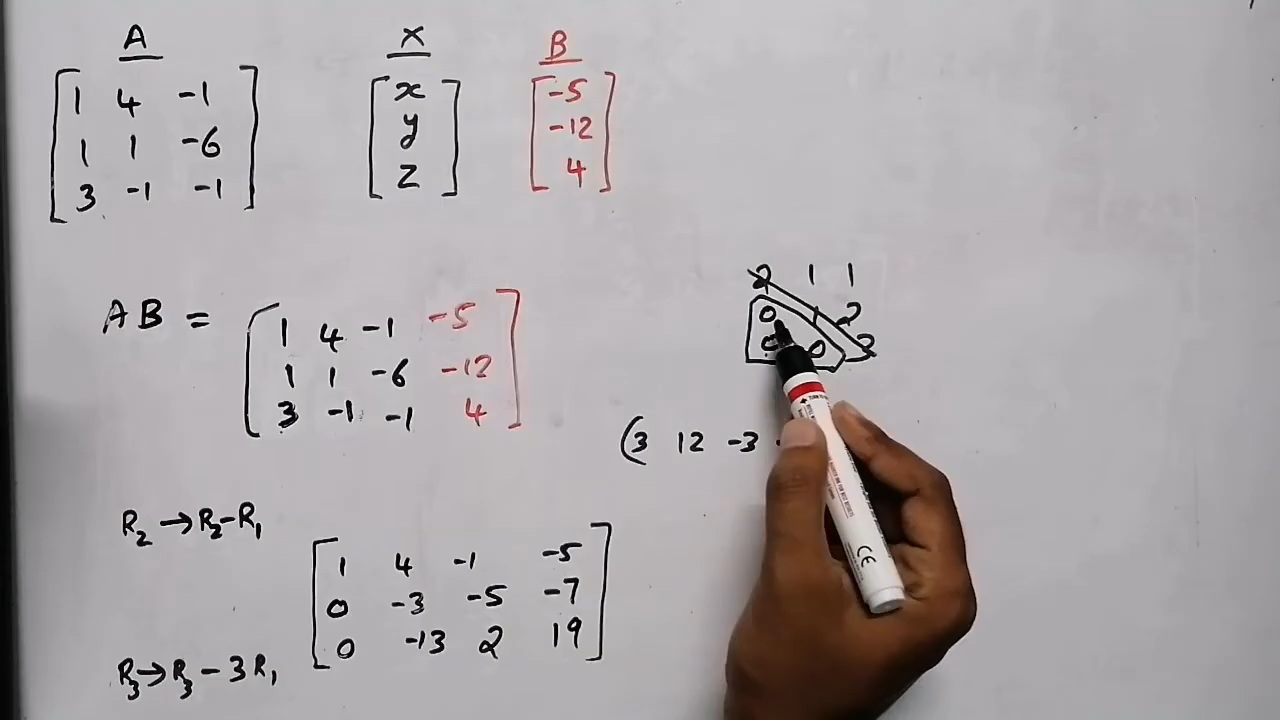 A X B
1 4 -1 x -5
1 1 -6 y -12
3 -1 -1 z 4
2 1 1
0 1 2
0 0 2
AB = 1 4 -1 -5
1 1 -6 -12
3 -1 -1 4
(3 12 -3
R2 → R2-R1
1 4 -1 -5
0 -3 -5 -7
0 -13 2 19
R3→R3 - 3R1
CE